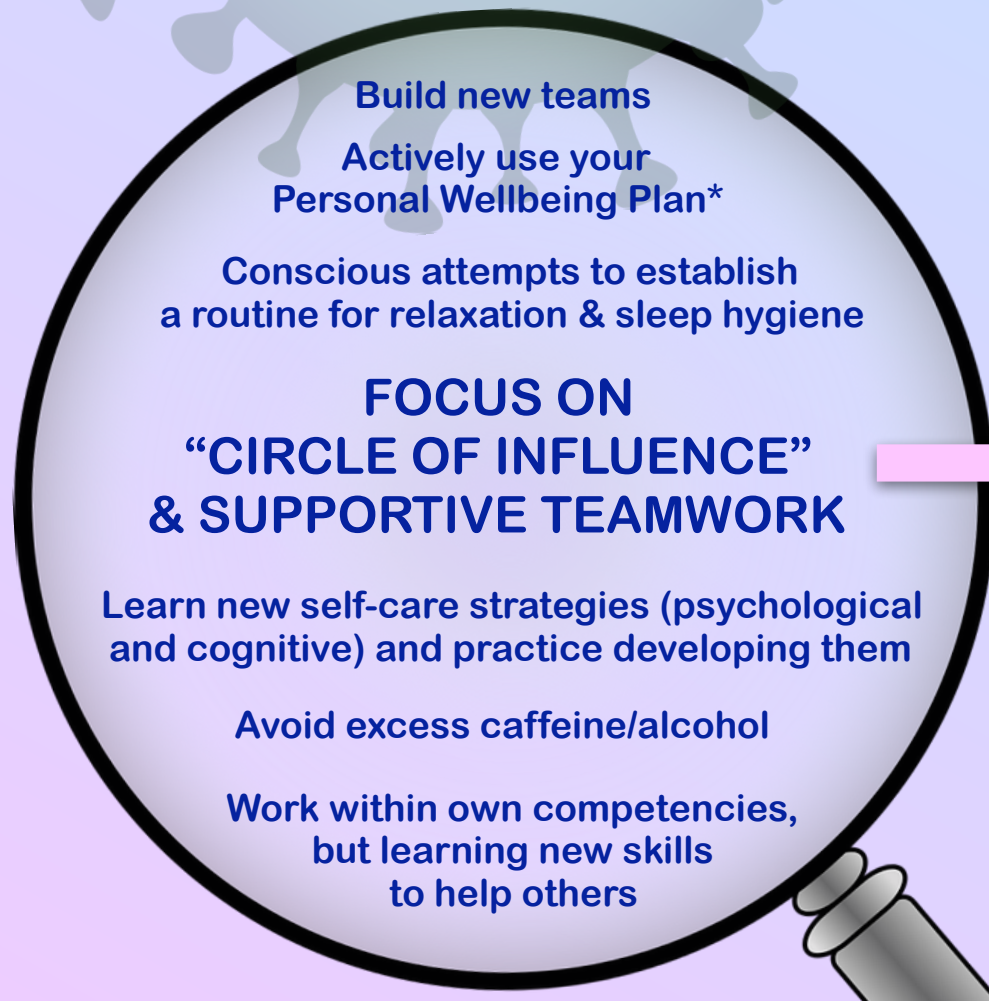 Build new teams
Actively use your
Personal Wellbeing Plan*
Conscious attempts to establish
a routine for relaxation & sleep hygiene
FOCUS ON
“CIRCLE OF INFLUENCE”
& SUPPORTIVE TEAMWORK
Learn new self-care strategies (psychological
and cognitive) and practice developing them
Avoid excess caffeine/alcohol
Work within own competencies,
but learning new skills
to help others